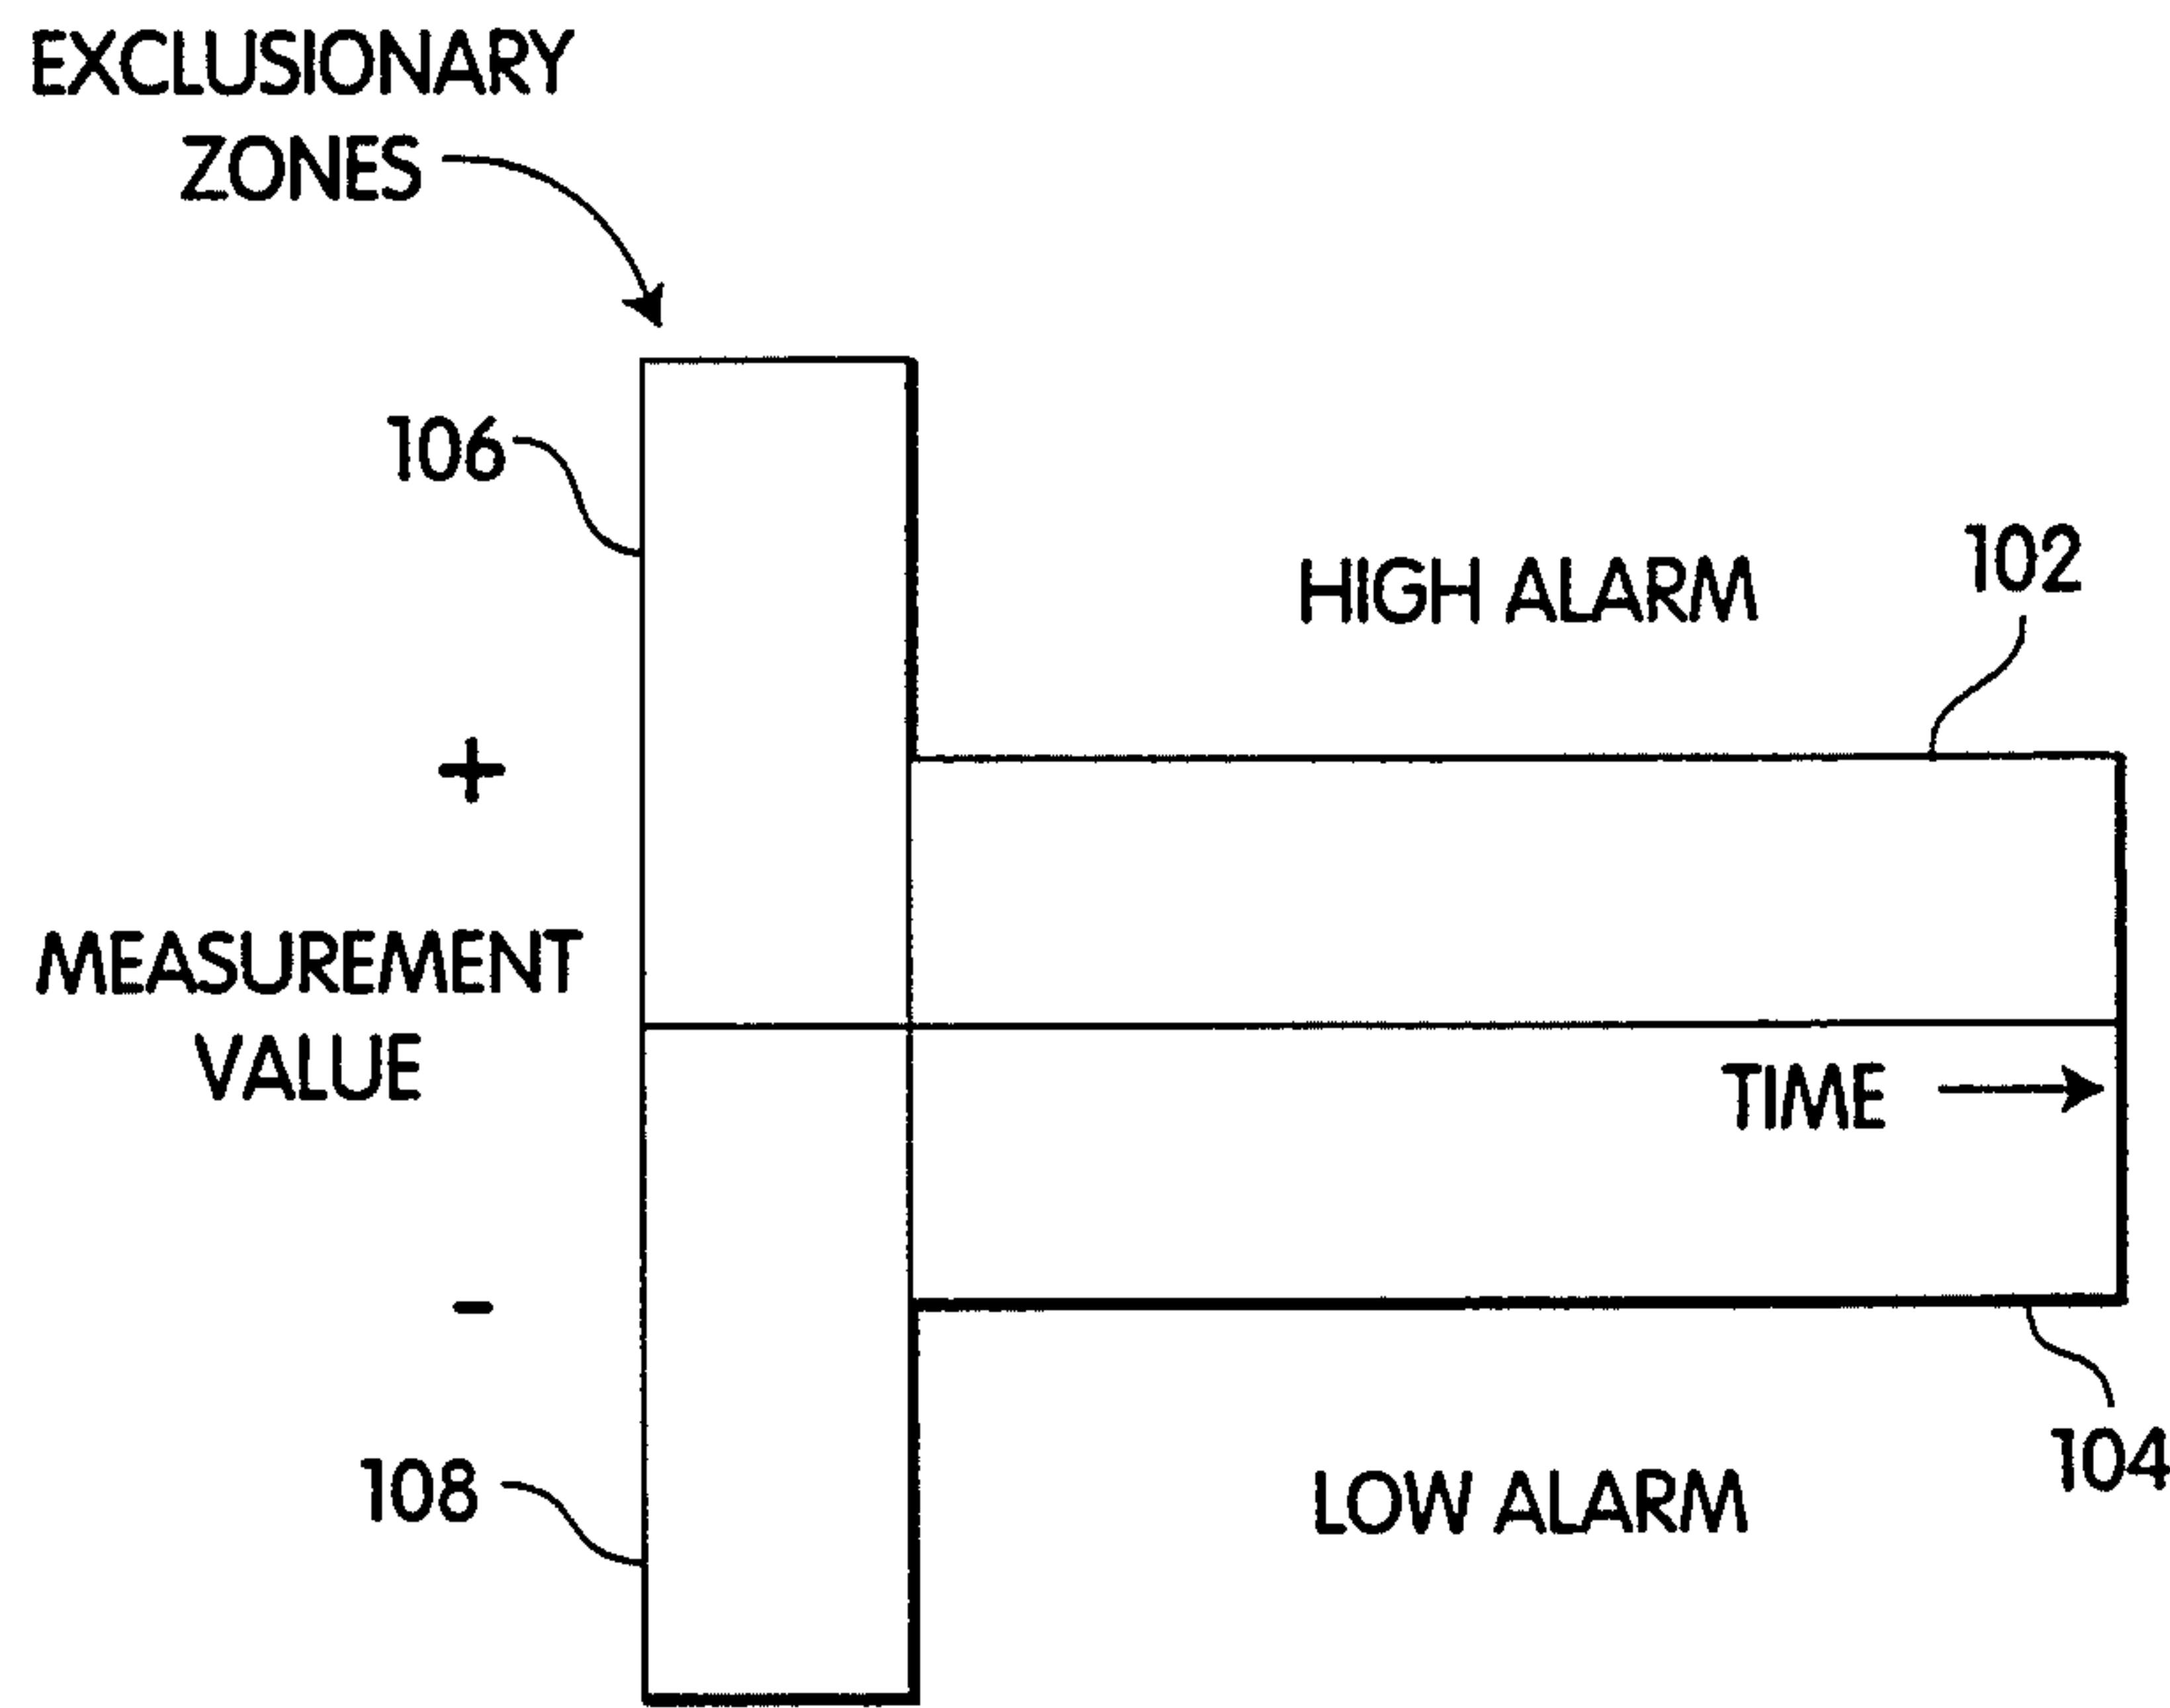 EXCLUSIONARY
ZONES
106
HIGH ALARM
102
+
MEASUREMENT
VALUE
TIME
-
108
LOW ALARM
104